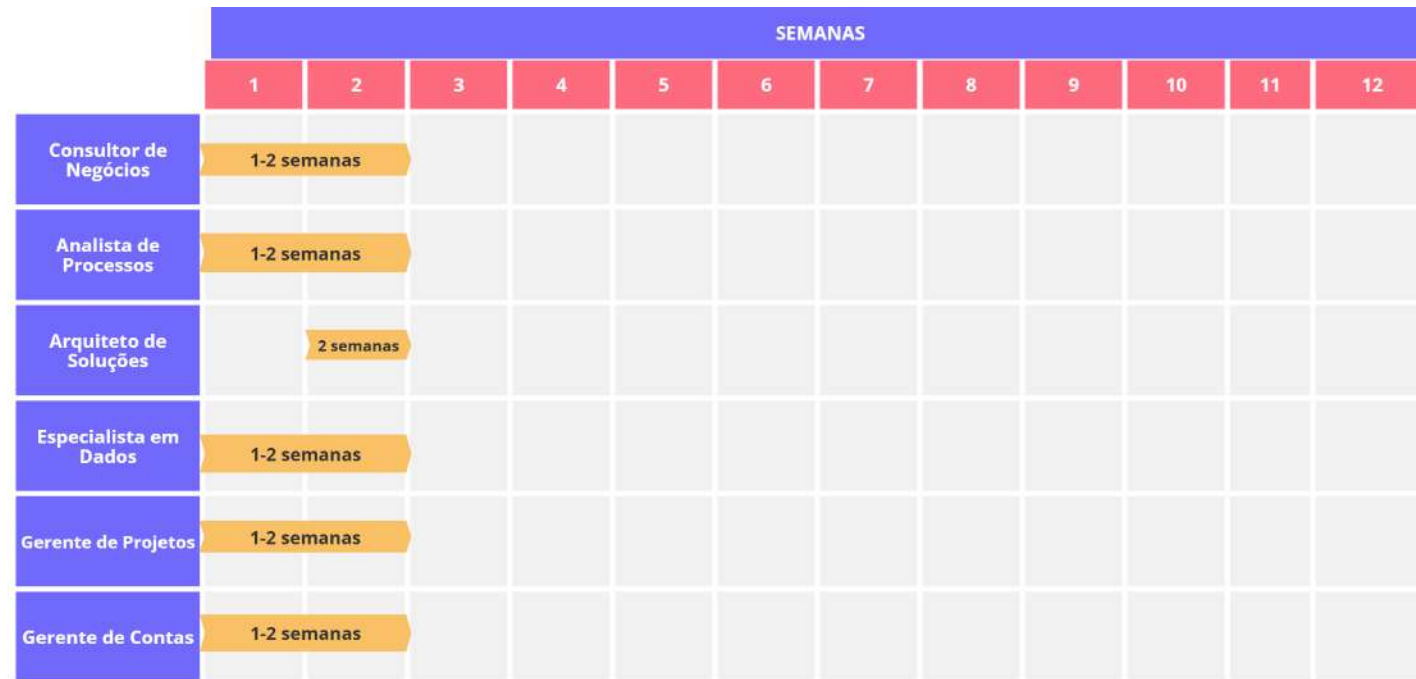 SEMANAS
1 2 3 4 5 6 7 8 9 10 11 12
Consultor de
Negócios
1-2 semanas
Analista de
Processos
1-2 semanas
Arquiteto de
Soluções
2 semanas
Especialista em
Dados
1-2 semanas
Gerente de Projetos
1-2 semanas
Gerente de Contas
1-2 semanas